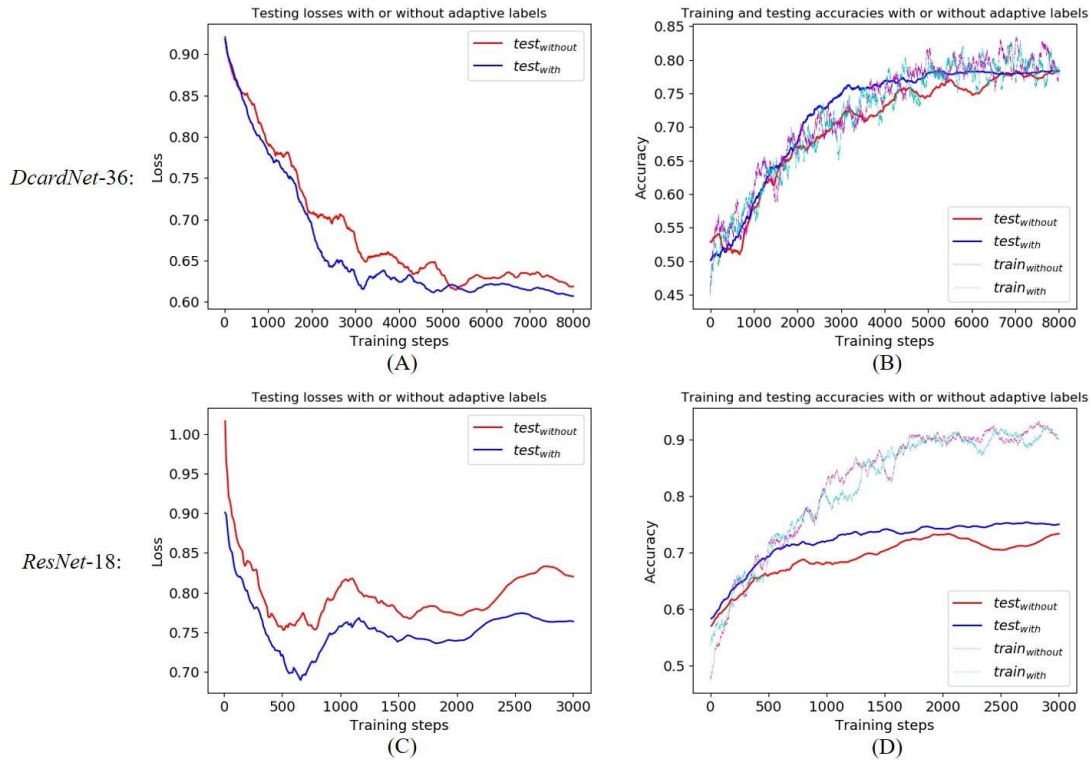 Testing losses with or without adaptive labels
0.90
0.85
0.80
0.75
0.70
0.65
0.60
Loss
test_without
test_with
0 1000 2000 3000 4000 5000 6000 7000 8000
Training steps
(A)
Training and testing accuracies with or without adaptive labels
0.85
0.80
0.75
0.70
0.65
0.60
0.55
0.50
0.45
Accuracy
test_without
test_with
train_without
train_with
0 1000 2000 3000 4000 5000 6000 7000 8000
Training steps
(B)
DcardNet-36:
Testing losses with or without adaptive labels
1.00
0.95
0.90
0.85
0.80
0.75
0.70
Loss
test_without
test_with
0 500 1000 1500 2000 2500 3000
Training steps
(C)
Training and testing accuracies with or without adaptive labels
0.9
0.8
0.7
0.6
0.5
Accuracy
test_without
test_with
train_without
train_with
0 500 1000 1500 2000 2500 3000
Training steps
(D)
ResNet-18: